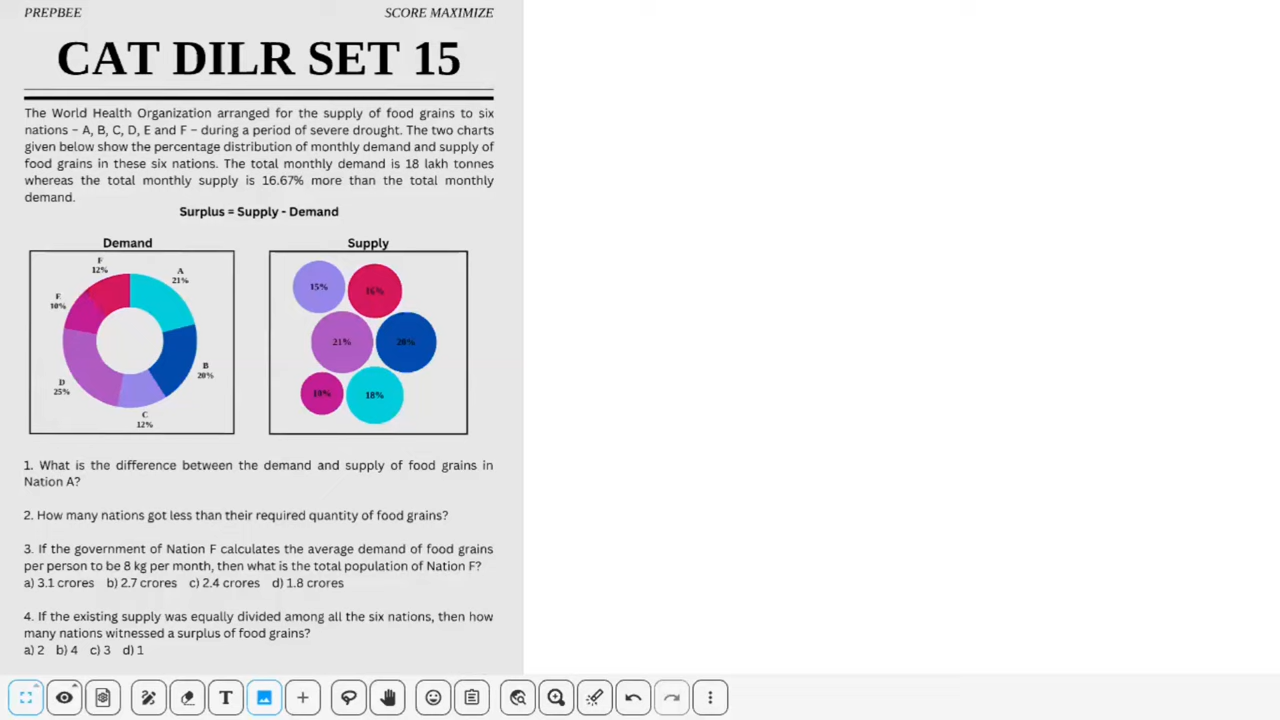 PREPBEE SCORE MAXIMIZE
CAT DILR SET 15
The World Health Organization arranged for the supply of food grains to six
nations – A, B, C, D, E and F – during a period of severe drought. The two charts
given below show the percentage distribution of monthly demand and supply of
food grains in these six nations. The total monthly demand is 18 lakh tonnes
whereas the total monthly supply is 16.67% more than the total monthly
demand.
Surplus = Supply - Demand
Demand
F
12%
A
21%
E
10%
B
20%
D
25%
C
12%
Supply
15%
16%
21%
20%
10%
18%
1. What is the difference between the demand and supply of food grains in
Nation A?
2. How many nations got less than their required quantity of food grains?
3. If the government of Nation F calculates the average demand of food grains
per person to be 8 kg per month, then what is the total population of Nation F?
a) 3.1 crores b) 2.7 crores c) 2.4 crores d) 1.8 crores
4. If the existing supply was equally divided among all the six nations, then how
many nations witnessed a surplus of food grains?
a) 2 b) 4 c) 3 d) 1
T